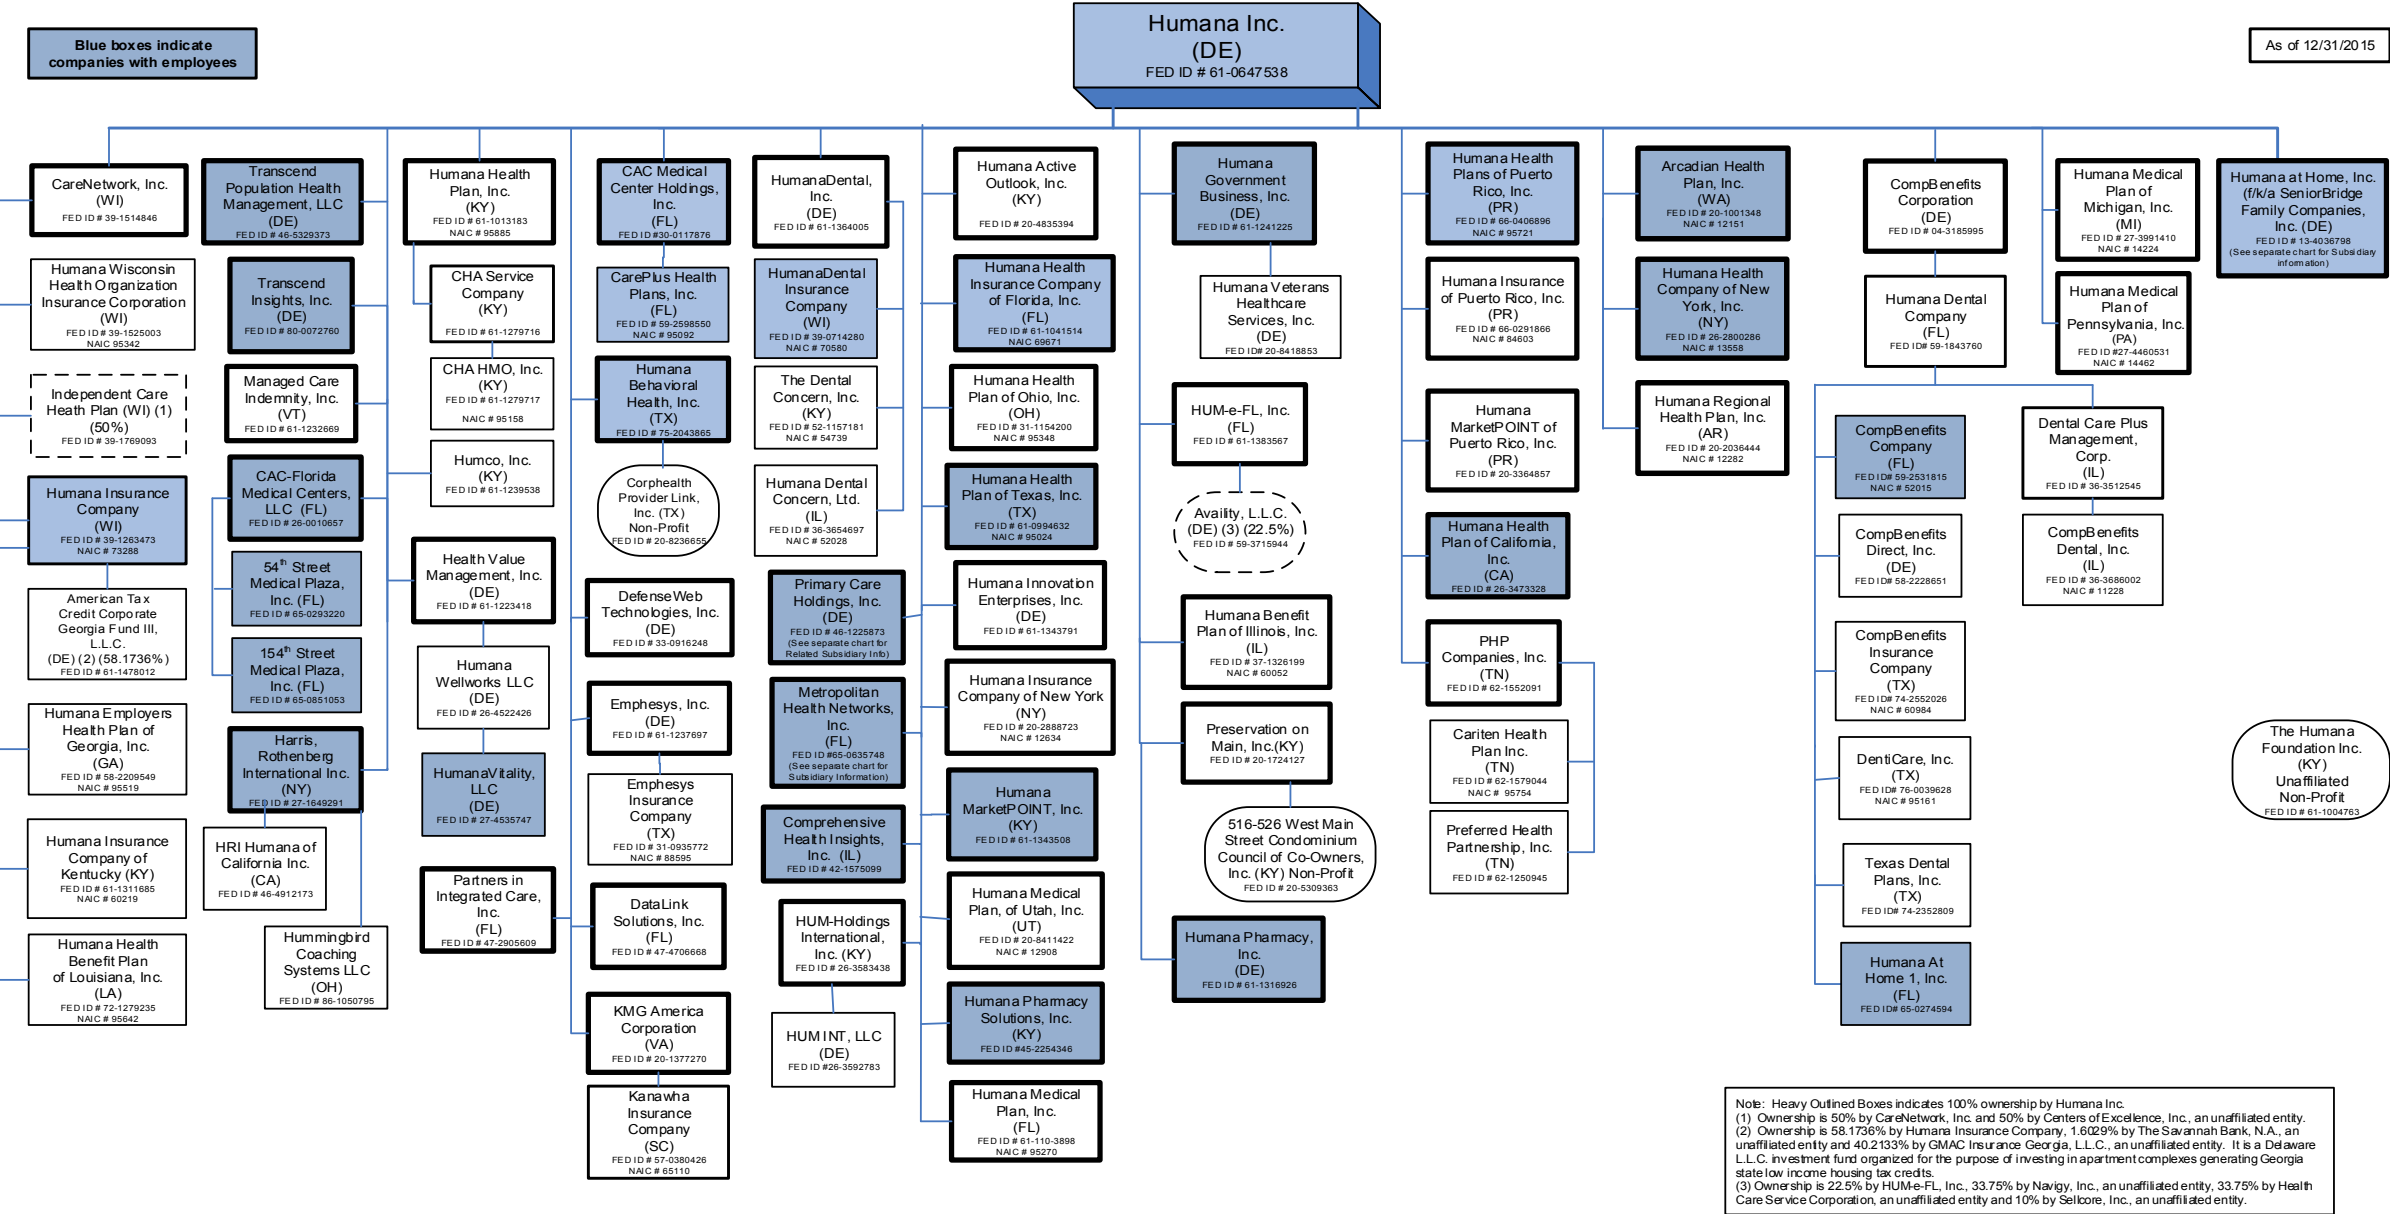 Humana Inc.
(DE)
FED ID # 61-0647538
Blue boxes indicate
companies with employees
As of 12/31/2015
CareNetwork, Inc.
(WI)
FED ID # 39-1514846
Humana Wisconsin
Health Organization
Insurance Corporation
(WI)
FED ID # 39-1525003
NAIC 95342
Independent Care
Heath Plan (WI) (1)
(50%)
FED ID # 39-1769093
Humana Insurance
Company
(WI)
FED ID # 39-1263473
NAIC # 73288
American Tax
Credit Corporate
Georgia Fund III,
L.L.C.
(DE) (2) (58.1736%)
FED ID # 61-1478012
Humana Employers
Health Plan of
Georgia, Inc.
(GA)
FED ID # 58-2209549
NAIC # 95519
Humana Insurance
Company of
Kentucky (KY)
FED ID # 61-1311685
NAIC # 60219
Humana Health
Benefit Plan
of Louisiana, Inc.
(LA)
FED ID # 72-1279235
NAIC # 95642
Transcend
Population Health
Management, LLC
(DE)
FED ID # 46-5329373
Transcend
Insights, Inc.
(DE)
FED ID # 80-0072760
Managed Care
Indemnity, Inc.
(VT)
FED ID # 61-1232669
CAC-Florida
Medical Centers,
LLC (FL)
FED ID # 26-0010657
54th Street
Medical Plaza,
Inc. (FL)
FED ID # 65-0293220
154th Street
Medical Plaza,
Inc. (FL)
FED ID # 65-0851053
Harris,
Rothenberg
International Inc.
(NY)
FED ID # 27-1649291
HRI Humana of
California Inc.
(CA)
FED ID # 46-4912173
Hummingbird
Coaching
Systems LLC
(OH)
FED ID # 86-1050795
Humana Health
Plan, Inc.
(KY)
FED ID # 61-1013183
NAIC # 95885
CHA Service
Company
(KY)
FED ID # 61-1279716
CHA HMO, Inc.
(KY)
FED ID # 61-1279717
NAIC # 95158
Humco, Inc.
(KY)
FED ID # 61-1239538
Health Value
Management, Inc.
(DE)
FED ID # 61-1223418
Humana
Wellworks LLC
(DE)
FED ID # 26-4522426
HumanaVitality,
LLC
(DE)
FED ID # 27-4535747
Partners in
Integrated Care,
Inc.
(FL)
FED ID # 47-2905609
CAC Medical
Center Holdings,
Inc.
(FL)
FED ID #30-0117876
CarePlus Health
Plans, Inc.
(FL)
FED ID # 59-2598550
NAIC # 95092
Humana
Behavioral
Health, Inc.
(TX)
FED ID # 75-2043865
Corphealth
Provider Link,
Inc. (TX)
Non-Profit
FED ID # 20-8236655
DefenseWeb
Technologies, Inc.
(DE)
FED ID # 33-0916248
Emphesys, Inc.
(DE)
FED ID # 61-1237697
Emphesys
Insurance
Company
(TX)
FED ID # 31-0935772
NAIC # 88595
DataLink
Solutions, Inc.
(FL)
FED ID # 47-4706668
KMG America
Corporation
(VA)
FED ID # 20-1377270
Kanawha
Insurance
Company
(SC)
FED ID # 57-0380426
NAIC # 65110
HumanaDental,
Inc.
(DE)
FED ID # 61-1364005
HumanaDental
Insurance
Company
(WI)
FED ID # 39-0714280
NAIC # 70580
The Dental
Concern, Inc.
(KY)
FED ID # 52-1157181
NAIC # 54739
Humana Dental
Concern, Ltd.
(IL)
FED ID # 36-3654697
NAIC # 52028
Primary Care
Holdings, Inc.
(DE)
FED ID # 46-1225873
(See separate chart for
Related Subsidiary Info)
Metropolitan
Health Networks,
Inc.
(FL)
FED ID #65-0635748
(See separate chart for
Subsidiary Information)
Comprehensive
Health Insights,
Inc. (IL)
FED ID # 42-1575099
HUM-Holdings
International,
Inc. (KY)
FED ID # 26-3583438
HUM INT, LLC
(DE)
FED ID #26-3592783
Humana Active
Outlook, Inc.
(KY)
FED ID # 20-4835394
Humana Health
Insurance Company
of Florida, Inc.
(FL)
FED ID # 61-1041514
NAIC 69671
Humana Health
Plan of Ohio, Inc.
(OH)
FED ID # 31-1154200
NAIC # 95348
Humana Health
Plan of Texas, Inc.
(TX)
FED ID # 61-0994632
NAIC # 95024
Humana Innovation
Enterprises, Inc.
(DE)
FED ID # 61-1343791
Humana Insurance
Company of New York
(NY)
FED ID # 20-2888723
NAIC # 12634
Humana
MarketPOINT, Inc.
(KY)
FED ID # 61-1343508
Humana Medical
Plan, of Utah, Inc.
(UT)
FED ID # 20-8411422
NAIC # 12908
Humana Pharmacy
Solutions, Inc.
(KY)
FED ID #45-2254346
Humana Medical
Plan, Inc.
(FL)
FED ID # 61-110-3898
NAIC # 95270
Humana
Government
Business, Inc.
(DE)
FED ID # 61-1241225
Humana Veterans
Healthcare
Services, Inc.
(DE)
FED ID# 20-8418853
HUM-e-FL, Inc.
(FL)
FED ID # 61-1383567
Availity, L.L.C.
(DE) (3) (22.5%)
FED ID # 59-3715944
Humana Benefit
Plan of Illinois, Inc.
(IL)
FED ID # 37-1326199
NAIC # 60052
Preservation on
Main, Inc.(KY)
FED ID # 20-1724127
516-526 West Main
Street Condominium
Council of Co-Owners,
Inc. (KY) Non-Profit
FED ID # 20-5309363
Humana Pharmacy,
Inc.
(DE)
FED ID # 61-1316926
Humana Health
Plans of Puerto
Rico, Inc.
(PR)
FED ID # 66-0406896
NAIC # 95721
Humana Insurance
of Puerto Rico, Inc.
(PR)
FED ID # 66-0291866
NAIC # 84603
Humana
MarketPOINT of
Puerto Rico, Inc.
(PR)
FED ID # 20-3364857
Humana Health
Plan of California,
Inc.
(CA)
FED ID # 26-3473328
PHP
Companies, Inc.
(TN)
FED ID # 62-1552091
Cariten Health
Plan Inc.
(TN)
FED ID # 62-1579044
NAIC # 95754
Preferred Health
Partnership, Inc.
(TN)
FED ID # 62-1250945
Arcadian Health
Plan, Inc.
(WA)
FED ID # 20-1001348
NAIC # 12151
Humana Health
Company of New
York, Inc.
(NY)
FED ID # 26-2800286
NAIC # 13558
Humana Regional
Health Plan, Inc.
(AR)
FED ID # 20-2036444
NAIC # 12282
CompBenefits
Corporation
(DE)
FED ID # 04-3185995
Humana Dental
Company
(FL)
FED ID# 59-1843760
CompBenefits
Company
(FL)
FED ID# 59-2531815
NAIC # 52015
CompBenefits
Direct, Inc.
(DE)
FED ID# 58-2228651
CompBenefits
Insurance
Company
(TX)
FED ID# 74-2552026
NAIC # 60984
DentiCare, Inc.
(TX)
FED ID# 76-0039628
NAIC # 95161
Texas Dental
Plans, Inc.
(TX)
FED ID# 74-2352809
Humana At
Home 1, Inc.
(FL)
FED ID# 65-0274594
Dental Care Plus
Management,
Corp.
(IL)
FED ID # 36-3512545
CompBenefits
Dental, Inc.
(IL)
FED ID # 36-3686002
NAIC # 11228
Humana Medical
Plan of
Michigan, Inc.
(MI)
FED ID # 27-3991410
NAIC # 14224
Humana Medical
Plan of
Pennsylvania, Inc.
(PA)
FED ID #27-4460531
NAIC # 14462
Humana at Home, Inc.
(f/k/a SeniorBridge
Family Companies,
Inc. (DE)
FED ID # 13-4036798
(See separate chart for Subsidiary
information)
The Humana
Foundation Inc.
(KY)
Unaffiliated
Non-Profit
FED ID # 61-1004763
Note: Heavy Outlined Boxes indicates 100% ownership by Humana Inc.
(1) Ownership is 50% by CareNetwork, Inc. and 50% by Centers of Excellence, Inc., an unaffiliated entity.
(2) Ownership is 58.1736% by Humana Insurance Company, 1.6029% by The Savannah Bank, N.A., an
unaffiliated entity and 40.2133% by GMAC Insurance Georgia, L.L.C., an unaffiliated entity. It is a Delaware
L.L.C. investment fund organized for the purpose of investing in apartment complexes generating Georgia
state low income housing tax credits.
(3) Ownership is 22.5% by HUM-e-FL, Inc., 33.75% by Navigy, Inc., an unaffiliated entity, 33.75% by Health
Care Service Corporation, an unaffiliated entity and 10% by Sellcore, Inc., an unaffiliated entity.